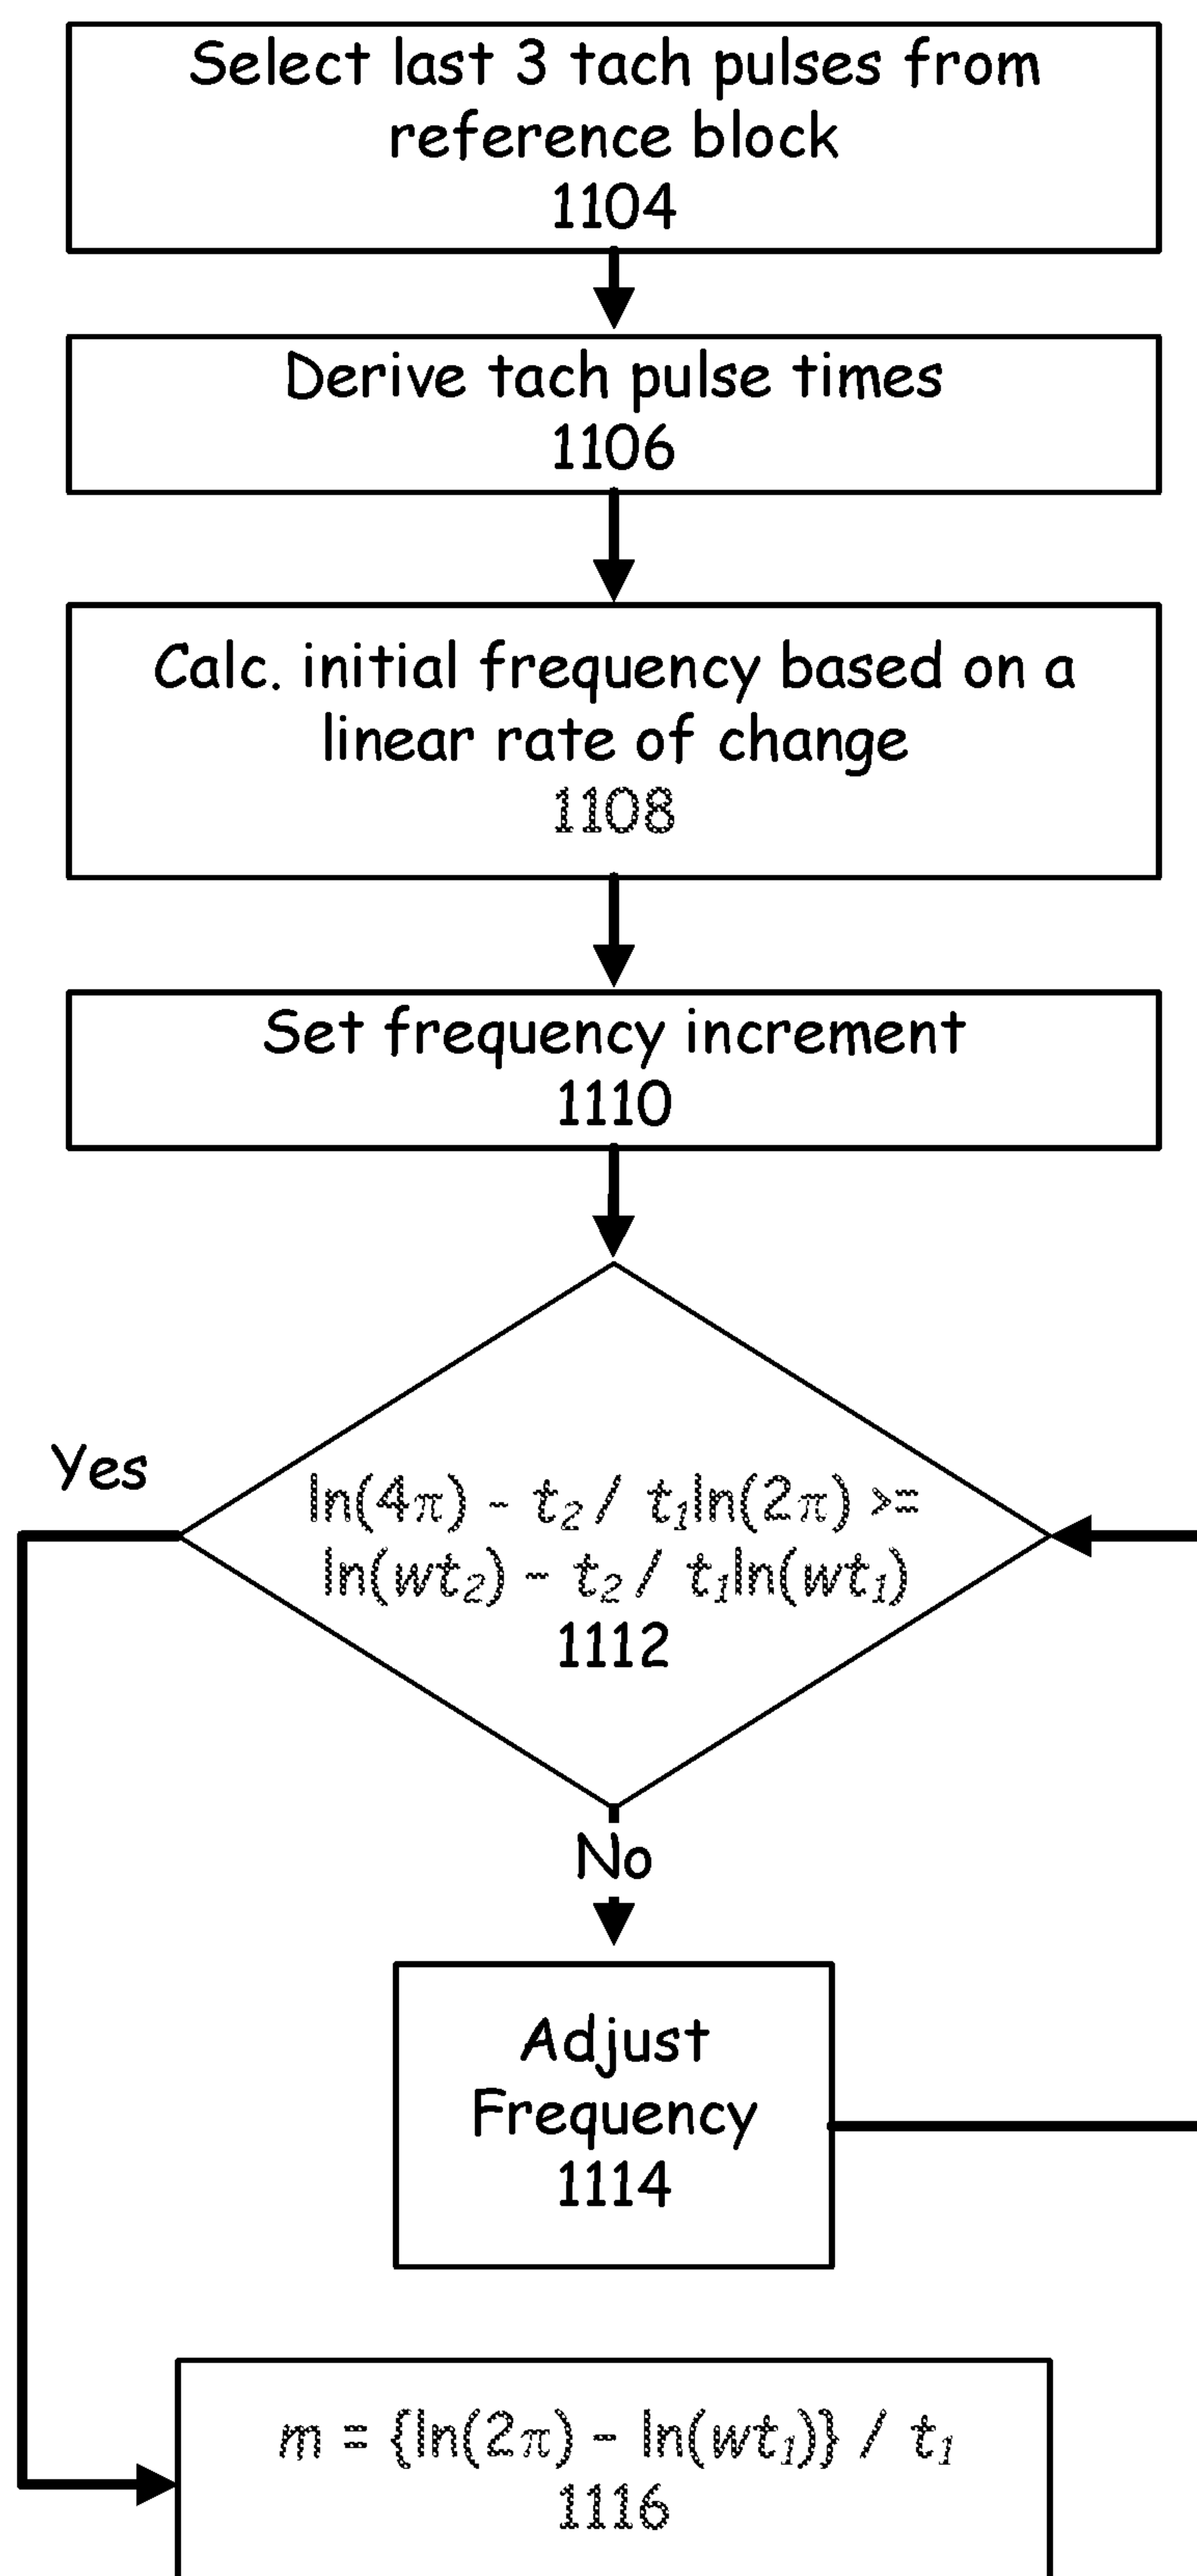 Select last 3 tach pulses from
reference block
1104
Derive tach pulse times
1106
Calc. initial frequency based on a
linear rate of change
1108
Set frequency increment
1110
Yes
ln(4π) - t₂ / t₁ln(2π) >=
ln(wt₂) - t₂ / t₁ln(wt₁)
1112
No
Adjust
Frequency
1114
m = {ln(2π) - ln(wt₁)} / t₁
1116